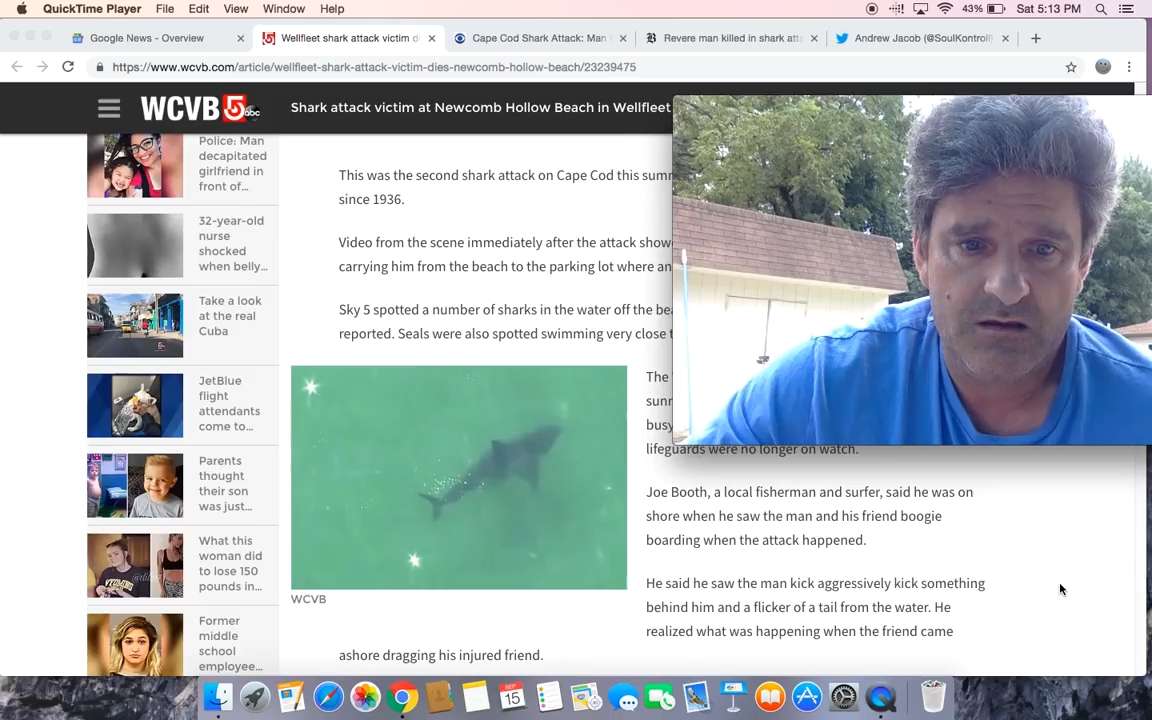 QuickTime Player File Edit View Window Help
43% Sat 5:13 PM
Google News - Overview
Wellfleet shark attack victim d
Cape Cod Shark Attack: Man
Revere man killed in shark att
Andrew Jacob (@SoulKontroll
https://www.wcvb.com/article/wellfleet-shark-attack-victim-dies-newcomb-hollow-beach/23239475
WCVB 5 abc
Shark attack victim at Newcomb Hollow Beach in Wellfleet
Police: Man
decapitated
girlfriend in
front of...
32-year-old
nurse
shocked
when belly...
Take a look
at the real
Cuba
JetBlue
flight
attendants
come to...
Parents
thought
their son
was just...
What this
woman did
to lose 150
pounds in...
Former
middle
school
employee...
This was the second shark attack on Cape Cod this summ
since 1936.
Video from the scene immediately after the attack show
carrying him from the beach to the parking lot where an
Sky 5 spotted a number of sharks in the water off the bea
reported. Seals were also spotted swimming very close t
WCVB
The
sunn
busy
lifeguards were no longer on watch.
Joe Booth, a local fisherman and surfer, said he was on
shore when he saw the man and his friend boogie
boarding when the attack happened.
He said he saw the man kick aggressively kick something
behind him and a flicker of a tail from the water. He
realized what was happening when the friend came
ashore dragging his injured friend.
SEP
15